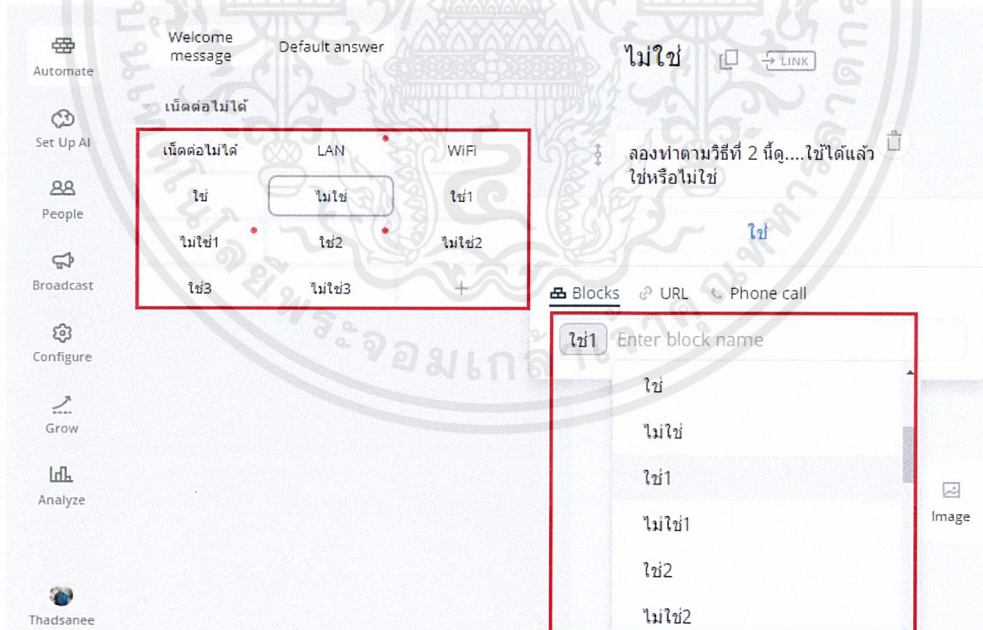 Automate
Set Up AI
People
Broadcast
Configure
Grow
Analyze
Thadsanee
Welcome
message
Default answer
เน็ตต่อไม่ได้
เน็ตต่อไม่ได้ LAN WiFi
ใช่ ไม่ใช่ ใช่1
ไม่ใช่1 ใช่2 ไม่ใช่2
ใช่3 ไม่ใช่3 +
ไม่ใช่ LINK
ลองทำตามวิธีที่ 2 นี้ดู....ใช้ได้แล้ว
ใช่หรือไม่ใช่
ใช่
Blocks URL Phone call
ใช่1 Enter block name
ใช่
ไม่ใช่
ใช่1
ไม่ใช่1
ใช่2
ไม่ใช่2
Image